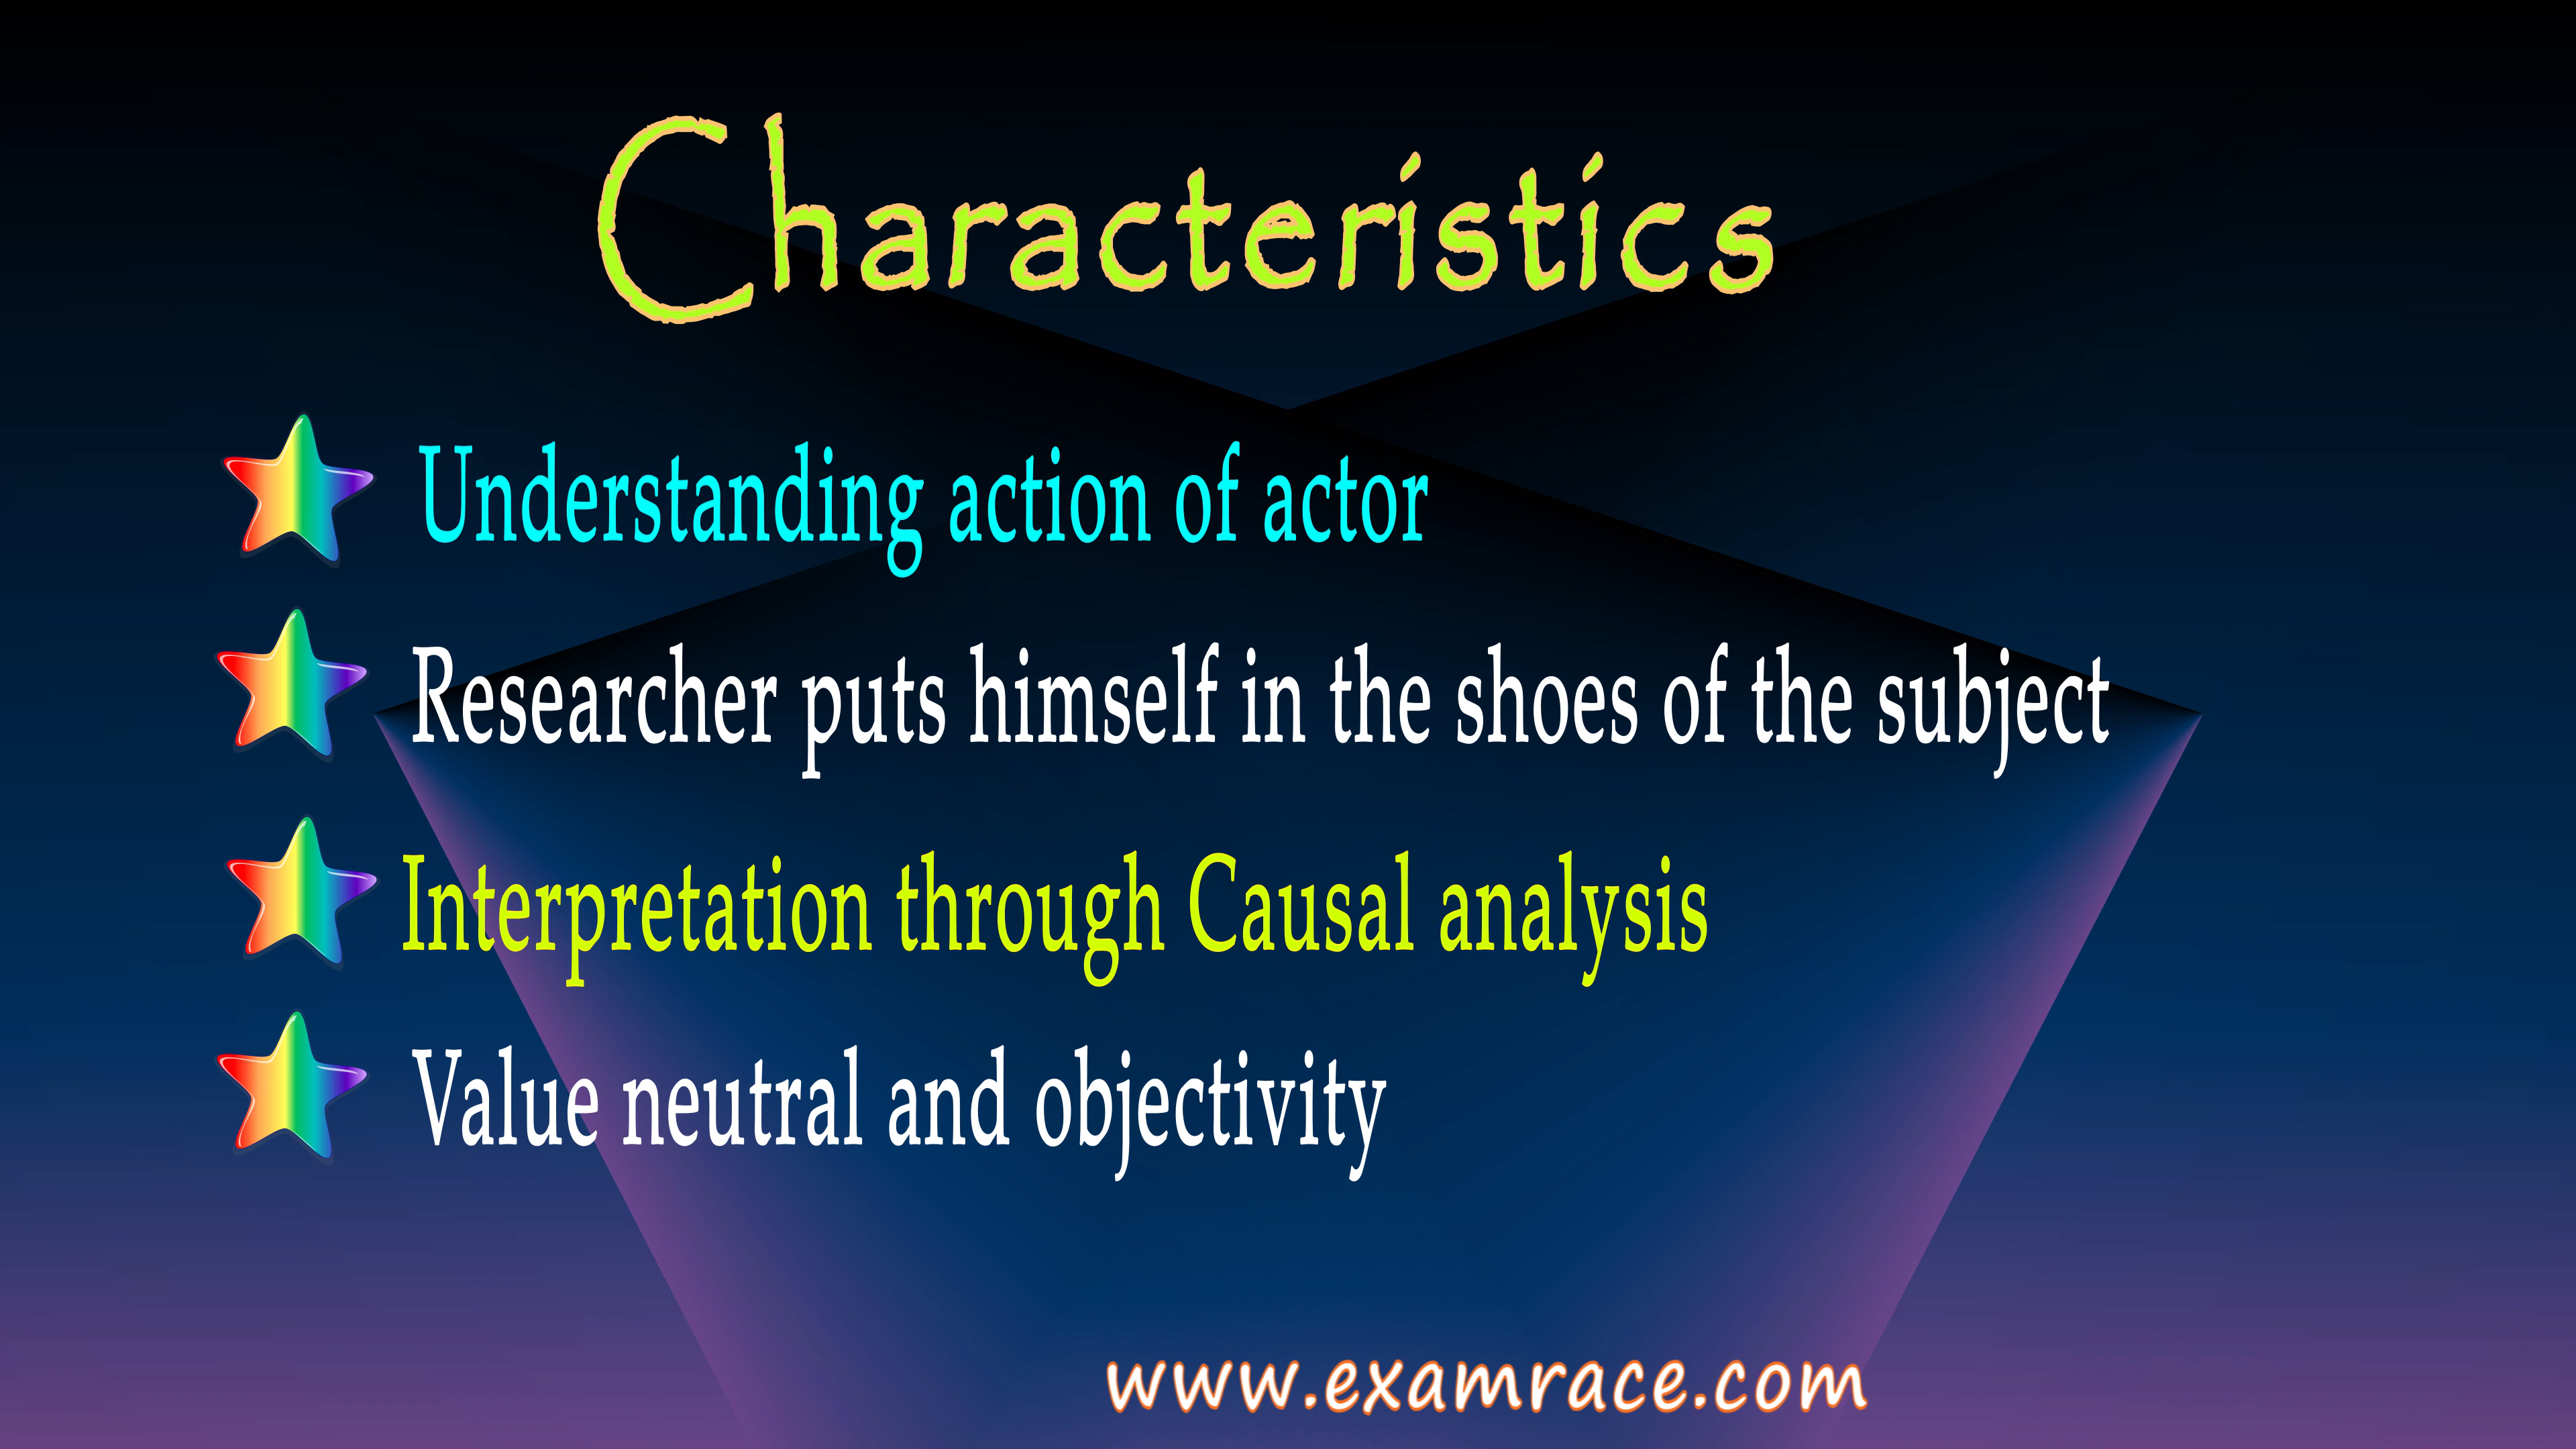 Characteristics
Understanding action of actor
Researcher puts himself in the shoes of the subject
Interpretation through Causal analysis
Value neutral and objectivity
www.examrace.com